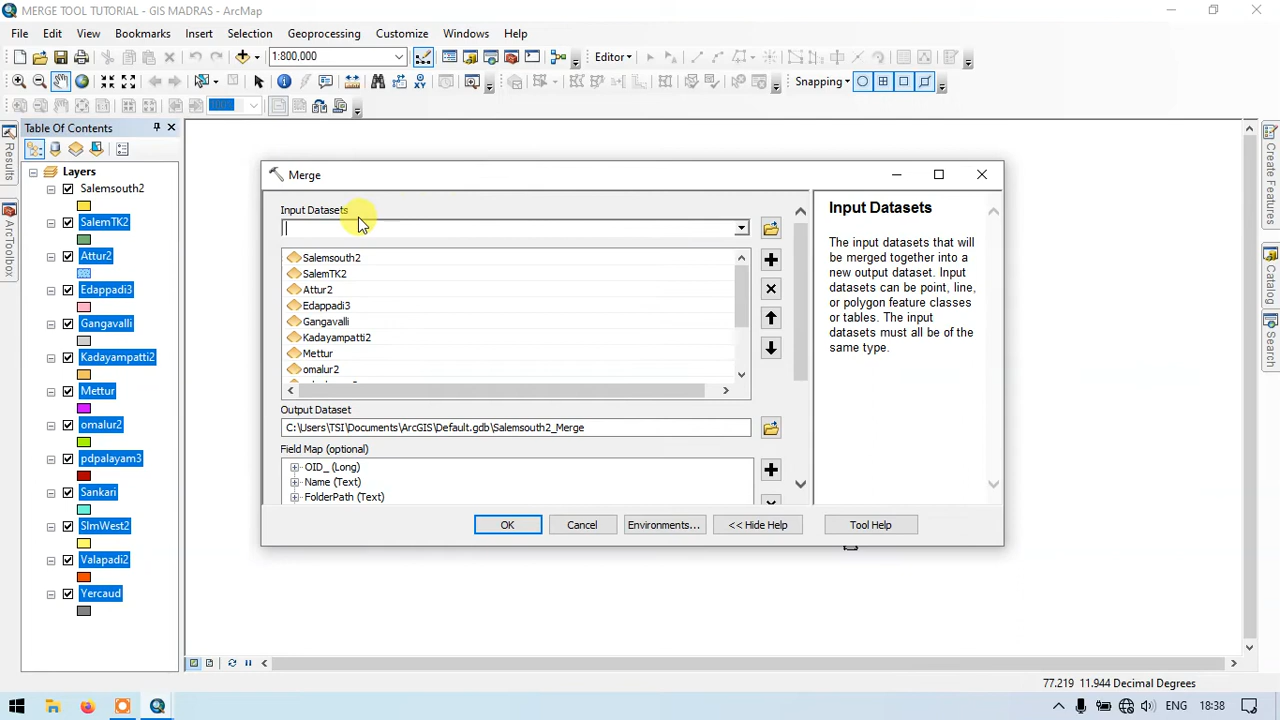 MERGE TOOL TUTORIAL - GIS MADRAS - ArcMap
File Edit View Bookmarks Insert Selection Geoprocessing Customize Windows Help
1:800,000
Editor
Snapping
100%
Table Of Contents
Results
ArcToolbox
Layers
Salemsouth2
SalemTK2
Attur2
Edappadi3
Gangavalli
Kadayampatti2
Mettur
omalur2
pdpalayam3
Sankari
SlmWest2
Valapadi2
Yercaud
Merge
Input Datasets
Salemsouth2
SalemTK2
Attur2
Edappadi3
Gangavalli
Kadayampatti2
Mettur
omalur2
Output Dataset
C:\Users\TSI\Documents\ArcGIS\Default.gdb\Salemsouth2_Merge
Field Map (optional)
OID_ (Long)
Name (Text)
FolderPath (Text)
OK Cancel Environments... << Hide Help Tool Help
Input Datasets
The input datasets that will
be merged together into a
new output dataset. Input
datasets can be point, line,
or polygon feature classes
or tables. The input
datasets must all be of the
same type.
Create Features
Catalog
Search
77.219 11.944 Decimal Degrees
ENG 18:38